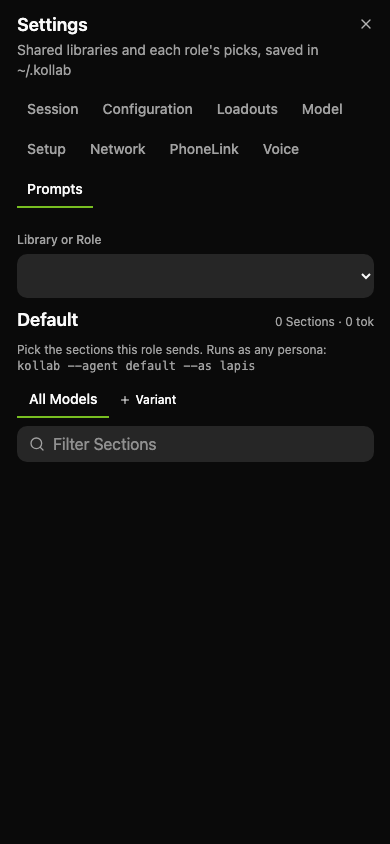 Settings
Shared libraries and each role's picks, saved in
~/.kollab
Session Configuration Loadouts Model
Setup Network PhoneLink Voice
Prompts
Library or Role
Default 0 Sections · 0 tok
Pick the sections this role sends. Runs as any persona:
kollab --agent default --as lapis
All Models + Variant
Filter Sections